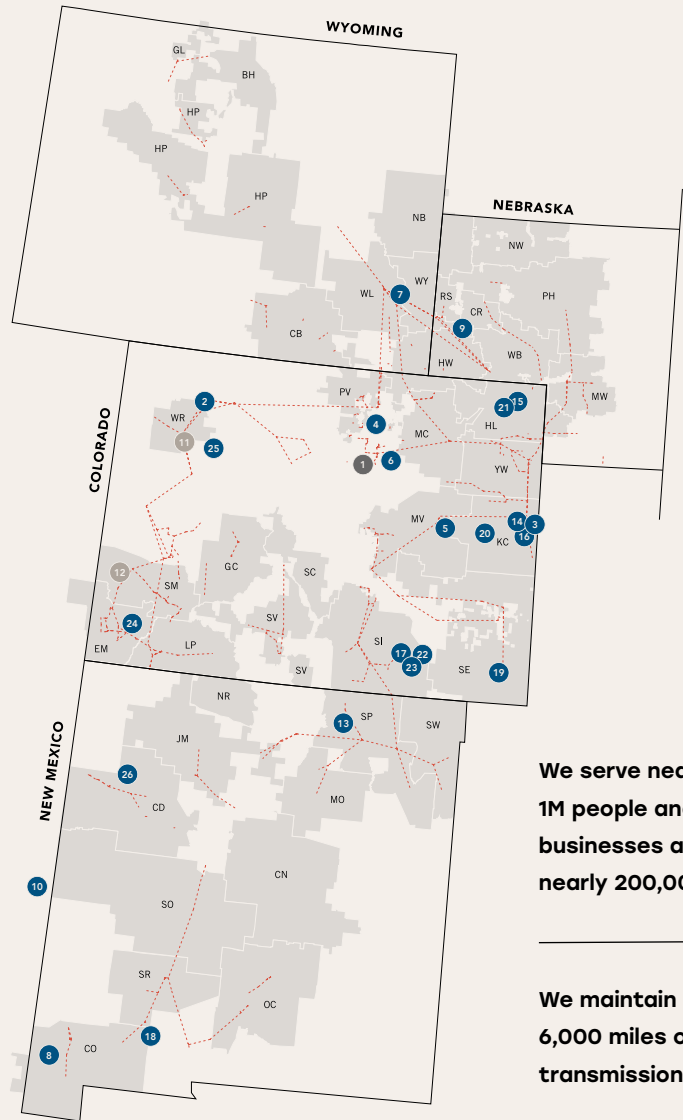 WYOMING
GL
BH
HP
HP
HP
NB
NEBRASKA
NW
WY
WL
7
RS
PH
CR
9
CB
WB
HW
PV
MW
COLORADO
2
15
21
WR
4
HL
11
MC
25
6
1
YW
MV
14
3
5
20
16
KC
GC
12
SC
SM
SV
24
SI
LP
17
22
EM
23
SE
19
SV
NR
SP
13
SW
NEW MEXICO
JM
26
MO
CD
We serve nec
1M people and
businesses a
nearly 200,00
CN
10
SO
SR
OC
We maintain
6,000 miles o
transmission
18
CO
8